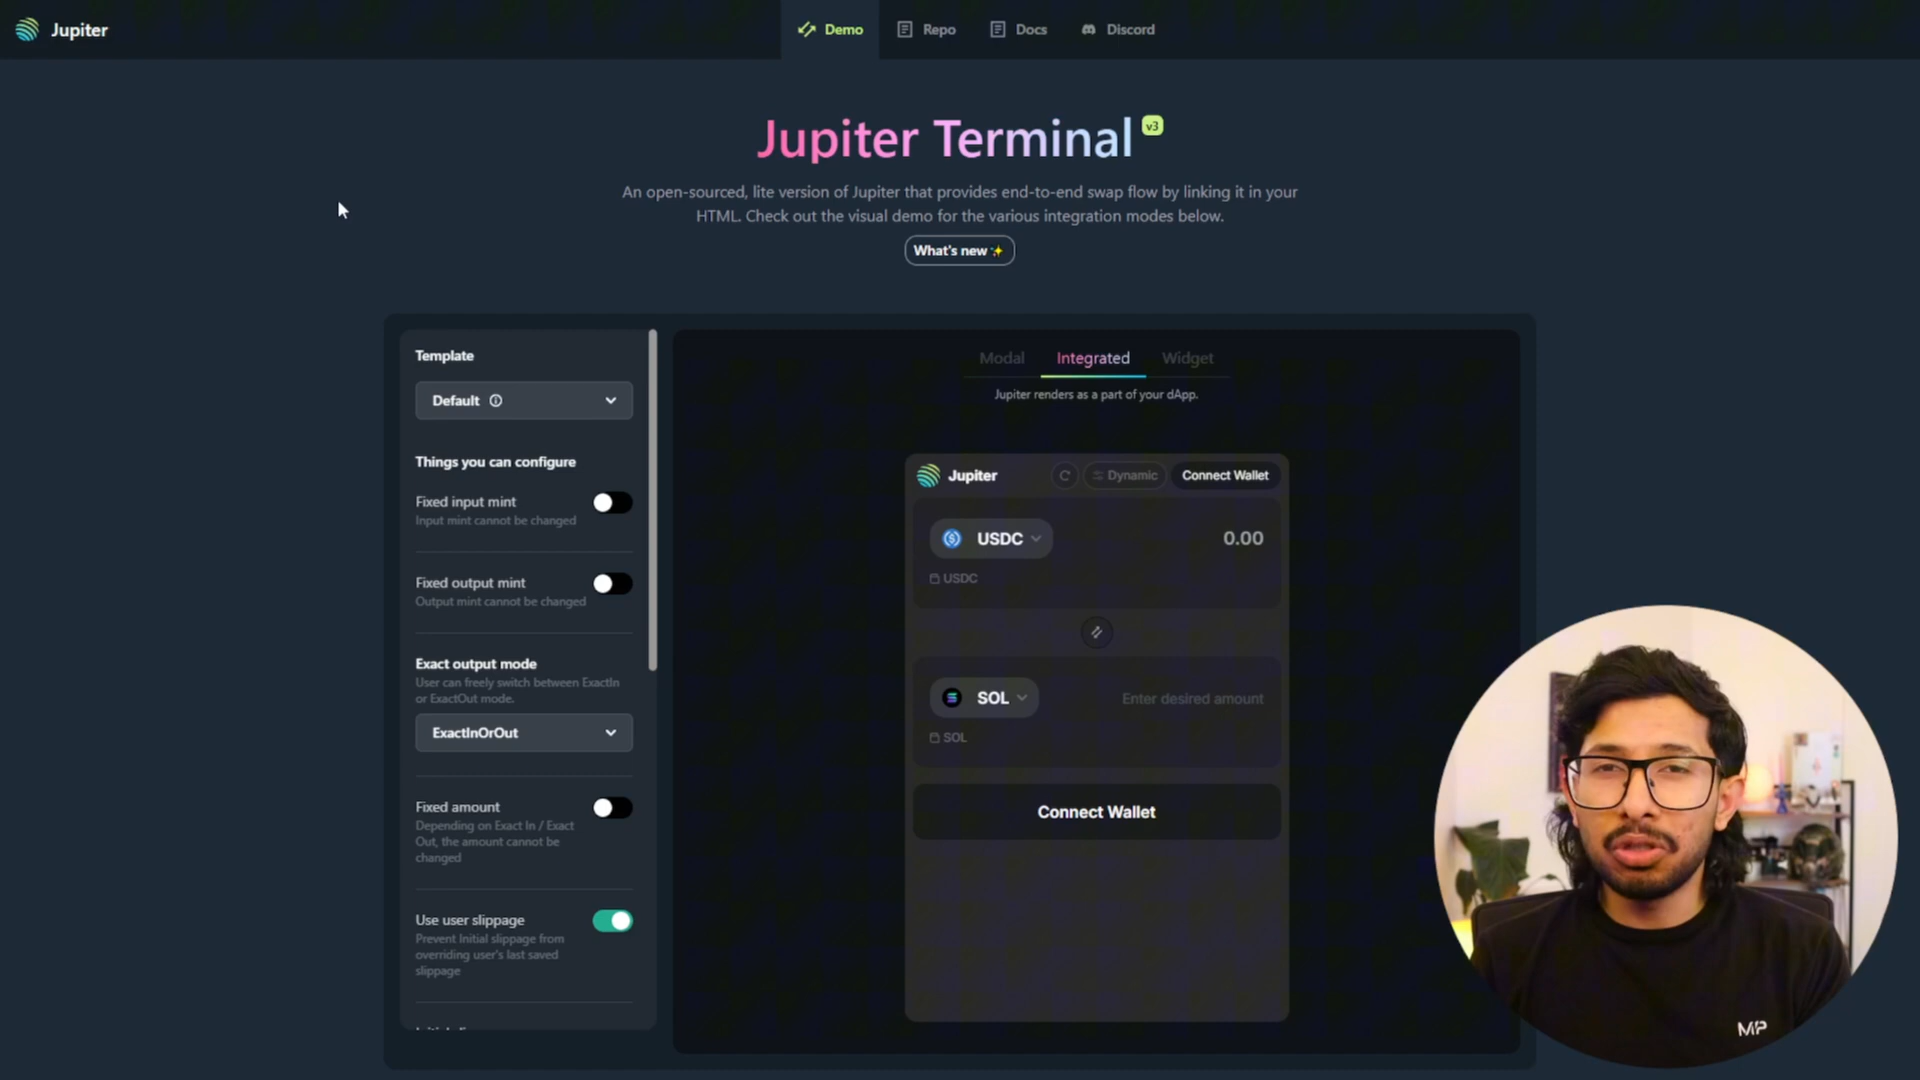 Jupiter
Demo
Repo
Docs
Discord
Jupiter Terminal v3
An open-sourced, lite version of Jupiter that provides end-to-end swap flow by linking it in your
HTML. Check out the visual demo for the various integration modes below.
What's new
Template
Default
Things you can configure
Fixed input mint
Input mint cannot be changed
Fixed output mint
Output mint cannot be changed
Exact output mode
User can freely switch between ExactIn
or ExactOut mode.
ExactInOrOut
Fixed amount
Depending on Exact In / Exact
Out, the amount cannot be
changed
Use user slippage
Prevent Initial slippage from
overriding user's last saved
slippage
Modal
Integrated
Widget
Jupiter renders as a part of your dApp.
Jupiter
Dynamic
Connect Wallet
USDC
0.00
USDC
SOL
Enter desired amount
SOL
Connect Wallet
MP